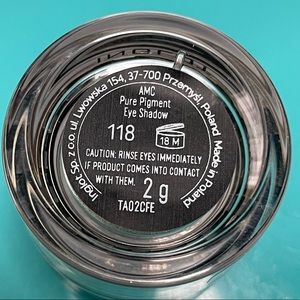 Inglot Sp. z o.o. ul. Lwowska 154, 37-700 Przemyśl, Poland Made in Poland
AMC
Pure Pigment
Eye Shadow
118
18 M
CAUTION: RINSE EYES IMMEDIATELY
IF PRODUCT COMES INTO CONTACT
WITH THEM. 2 g
TA02CFE